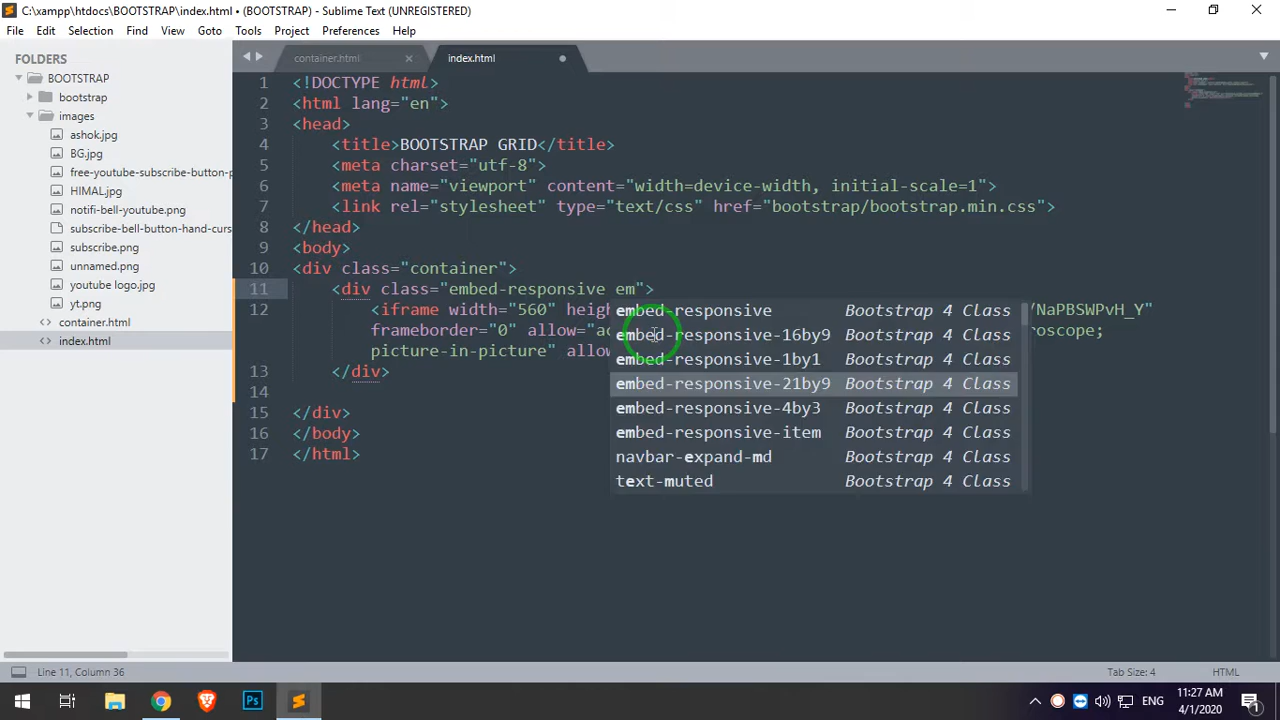 C:\xampp\htdocs\BOOTSTRAP\index.html • (BOOTSTRAP) - Sublime Text (UNREGISTERED)
File Edit Selection Find View Goto Tools Project Preferences Help
FOLDERS
BOOTSTRAP
bootstrap
images
ashok.jpg
BG.jpg
free-youtube-subscribe-button-p
HIMAL.jpg
notifi-bell-youtube.png
subscribe-bell-button-hand-curs
subscribe.png
unnamed.png
youtube logo.jpg
yt.png
container.html
index.html
container.html × index.html
1 <!DOCTYPE html>
2 <html lang="en">
3 <head>
4 <title>BOOTSTRAP GRID</title>
5 <meta charset="utf-8">
6 <meta name="viewport" content="width=device-width, initial-scale=1">
7 <link rel="stylesheet" type="text/css" href="bootstrap/bootstrap.min.css">
8 </head>
9 <body>
10 <div class="container">
11 <div class="embed-responsive em">
12 <iframe width="560" heigh /NaPBSWPvH_Y"
frameborder="0" allow="ac roscope;
picture-in-picture" allow
13 </div>
14
15 </div>
16 </body>
17 </html>
embed-responsive Bootstrap 4 Class
embed-responsive-16by9 Bootstrap 4 Class
embed-responsive-1by1 Bootstrap 4 Class
embed-responsive-21by9 Bootstrap 4 Class
embed-responsive-4by3 Bootstrap 4 Class
embed-responsive-item Bootstrap 4 Class
navbar-expand-md Bootstrap 4 Class
text-muted Bootstrap 4 Class
Line 11, Column 36 Tab Size: 4 HTML
Ps ENG 11:27 AM
4/1/2020 1